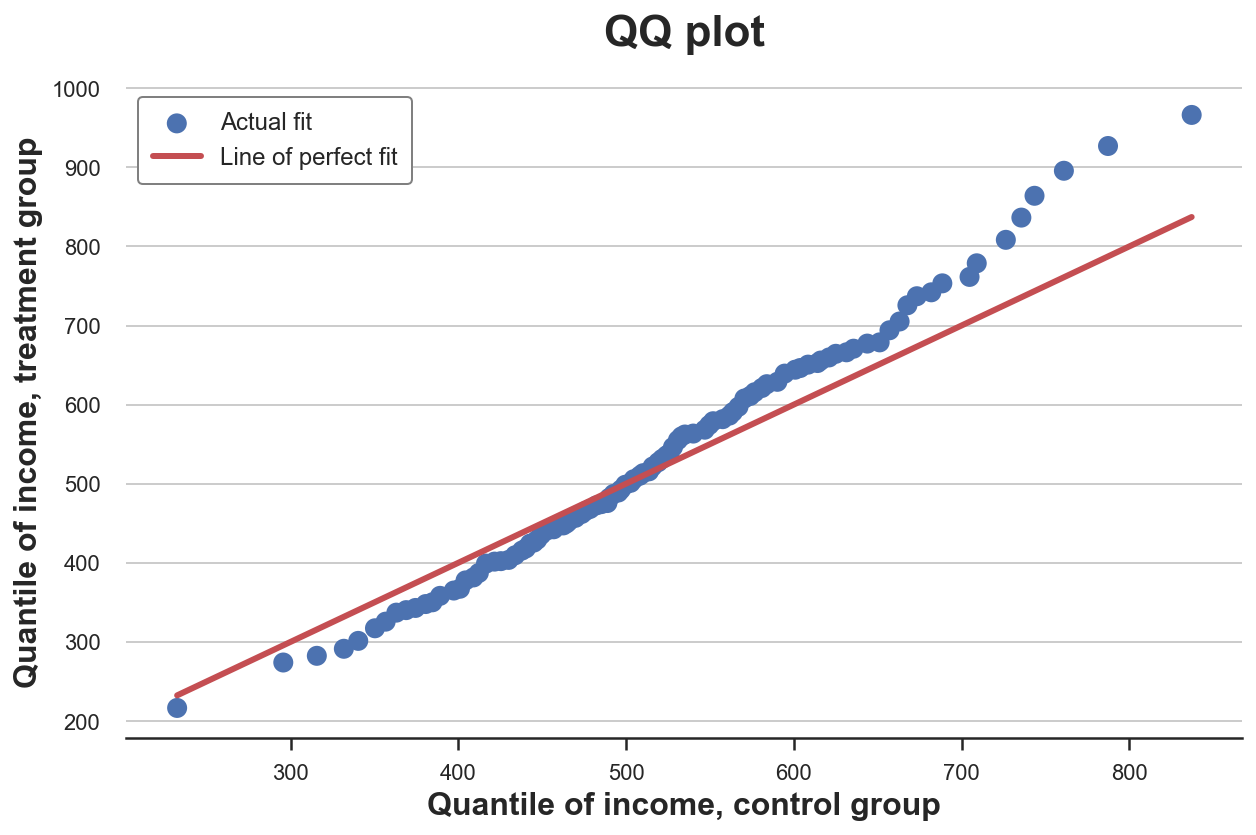 QQ plot
Actual fit
Line of perfect fit
Quantile of income, treatment group
1000
900
800
700
600
500
400
300
200
300 400 500 600 700 800
Quantile of income, control group